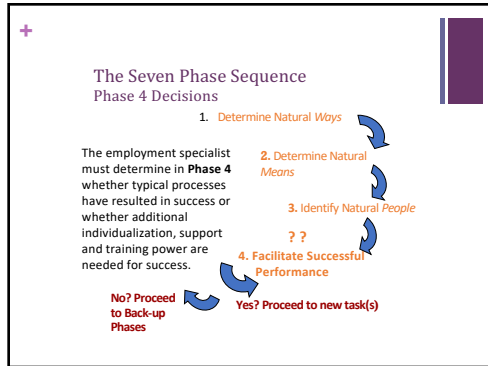 +
The Seven Phase Sequence
Phase 4 Decisions
1. Determine Natural Ways
The employment specialist
must determine in Phase 4
whether typical processes
have resulted in success or
whether additional
individualization, support
and training power are
needed for success.
2. Determine Natural
Means
3. Identify Natural People
? ?
4. Facilitate Successful
Performance
No? Proceed
to Back-up
Phases
Yes? Proceed to new task(s)